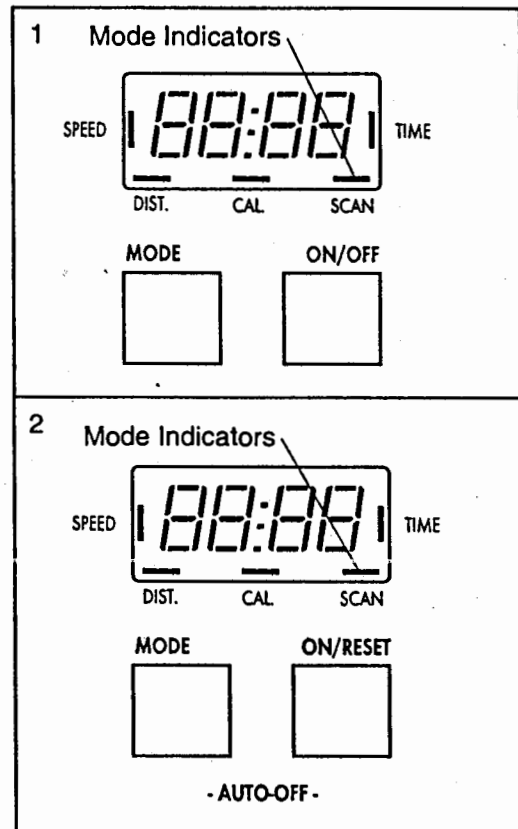 1 Mode Indicators
88:88
SPEED TIME
DIST. CAL. SCAN
MODE ON/OFF
2 Mode Indicators
88:88
SPEED TIME
DIST. CAL. SCAN
MODE ON/RESET
- AUTO-OFF -